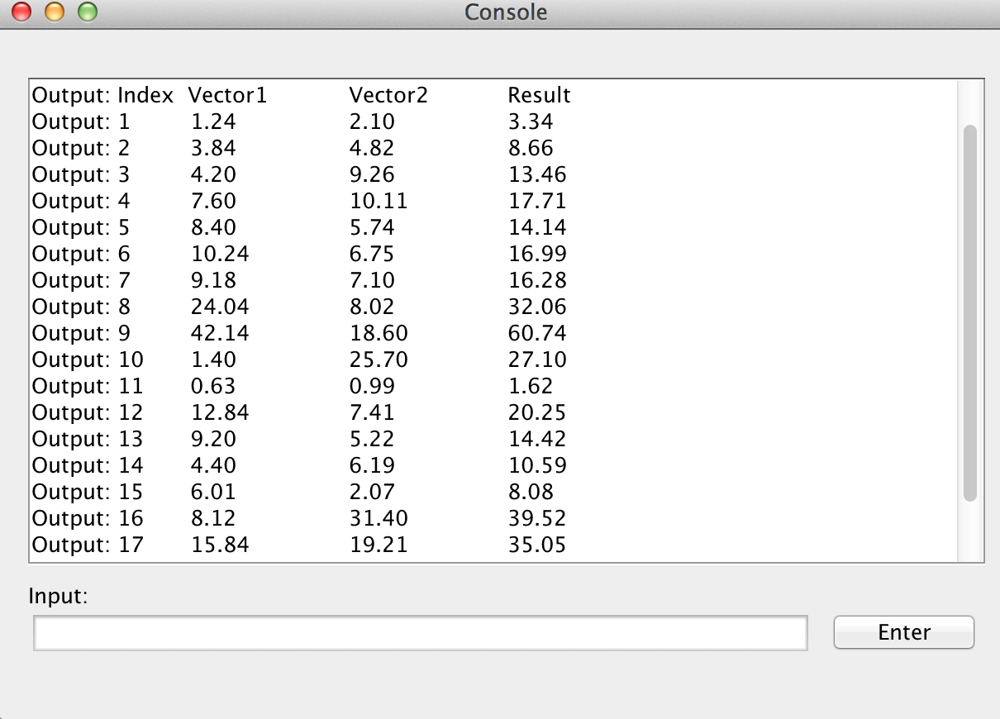 Console
Output: Index Vector1 Vector2 Result
Output: 1 1.24 2.10 3.34
Output: 2 3.84 4.82 8.66
Output: 3 4.20 9.26 13.46
Output: 4 7.60 10.11 17.71
Output: 5 8.40 5.74 14.14
Output: 6 10.24 6.75 16.99
Output: 7 9.18 7.10 16.28
Output: 8 24.04 8.02 32.06
Output: 9 42.14 18.60 60.74
Output: 10 1.40 25.70 27.10
Output: 11 0.63 0.99 1.62
Output: 12 12.84 7.41 20.25
Output: 13 9.20 5.22 14.42
Output: 14 4.40 6.19 10.59
Output: 15 6.01 2.07 8.08
Output: 16 8.12 31.40 39.52
Output: 17 15.84 19.21 35.05
Input:
Enter